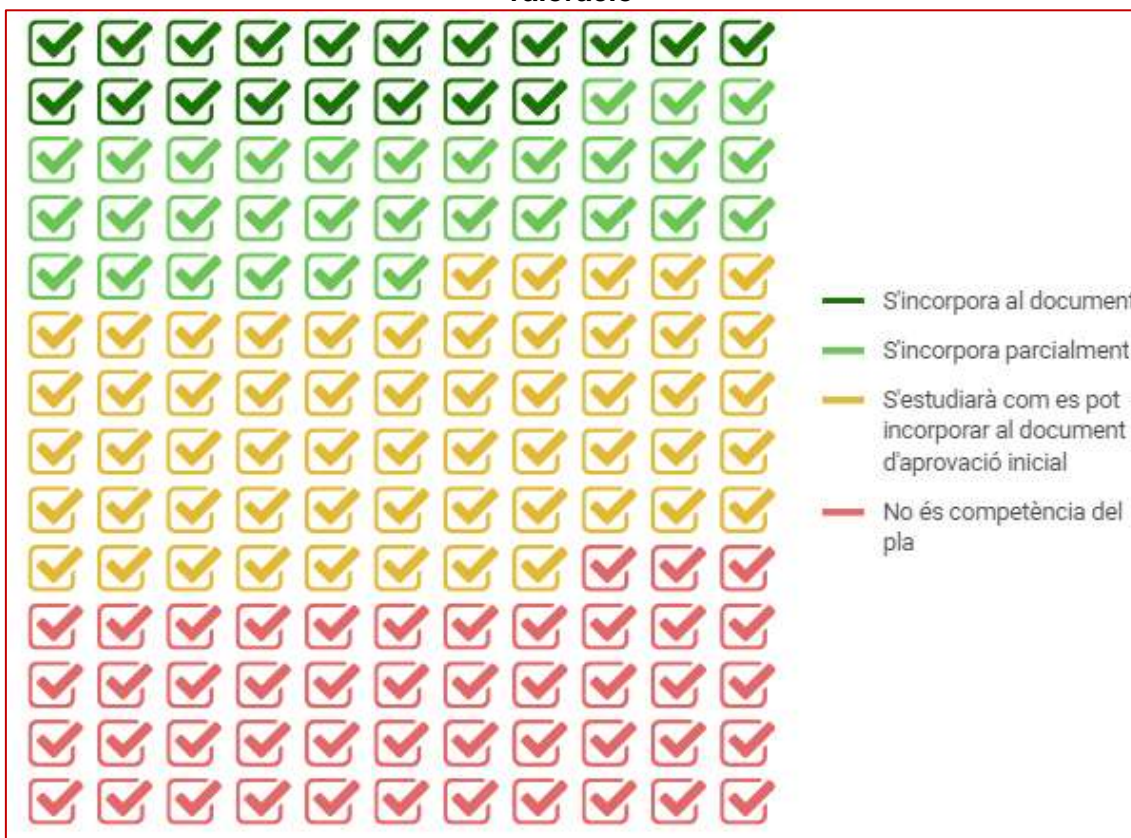 S'incorpora al document
S'incorpora parcialment
S'estudiarà com es pot
incorporar al document
d'aprovació inicial
No és competència del
pla